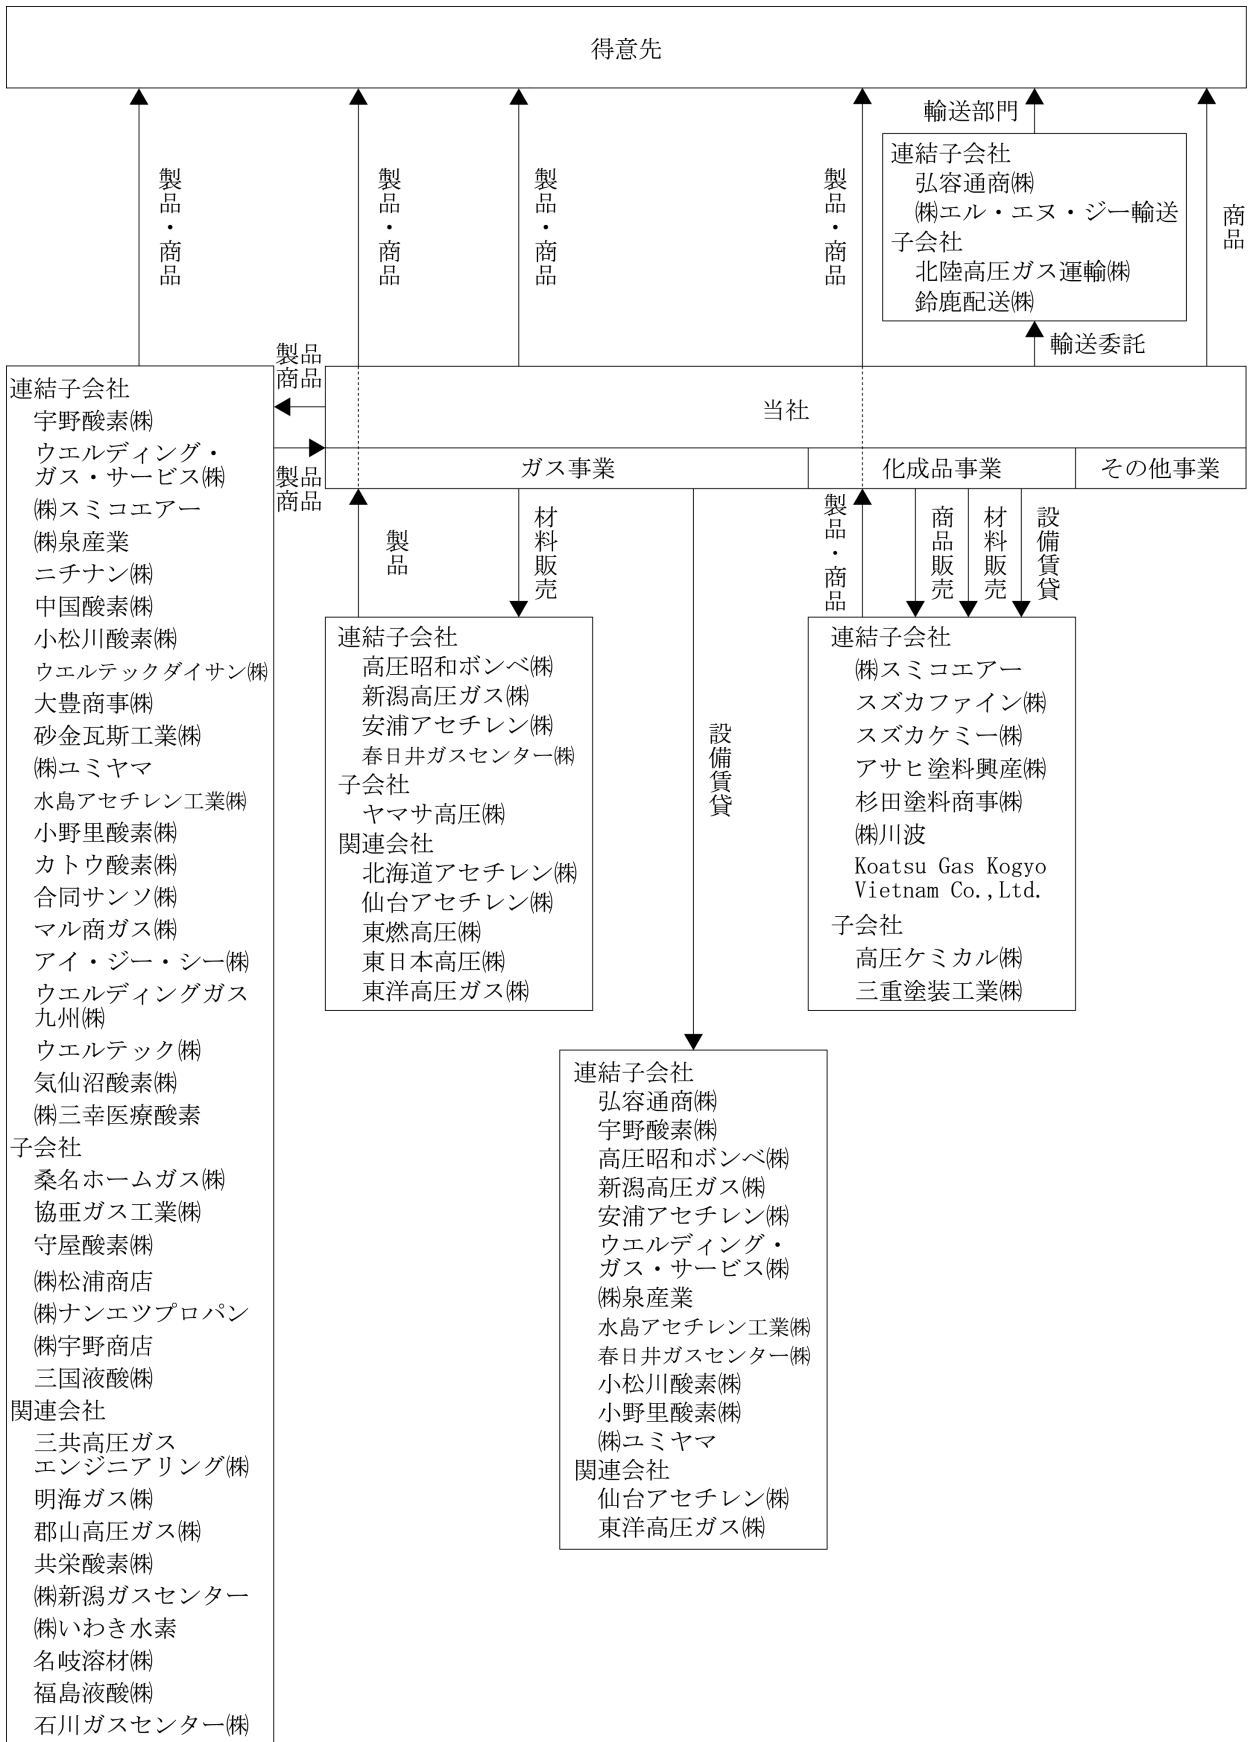 得意先
製品・商品
製品・商品
製品・商品
製品・商品
輸送部門
連結子会社
弘容通商㈱
㈱エル・エヌ・ジー輸送
子会社
北陸高圧ガス運輸㈱
鈴鹿配送㈱
商品
輸送委託
製品
商品
製品
商品
当社
ガス事業
化成品事業
その他事業
連結子会社
宇野酸素㈱
ウエルディング・
ガス・サービス㈱
㈱スミコエアー
㈱泉産業
ニチナン㈱
中国酸素㈱
小松川酸素㈱
ウエルテックダイサン㈱
大豊商事㈱
砂金瓦斯工業㈱
㈱ユミヤマ
水島アセチレン工業㈱
小野里酸素㈱
カトウ酸素㈱
合同サンソ㈱
マル商ガス㈱
アイ・ジー・シー㈱
ウエルディングガス
九州㈱
ウエルテック㈱
気仙沼酸素㈱
㈱三幸医療酸素
子会社
桑名ホームガス㈱
協亜ガス工業㈱
守屋酸素㈱
㈱松浦商店
㈱ナンエツプロパン
㈱宇野商店
三国液酸㈱
関連会社
三共高圧ガス
エンジニアリング㈱
明海ガス㈱
郡山高圧ガス㈱
共栄酸素㈱
㈱新潟ガスセンター
㈱いわき水素
名岐溶材㈱
福島液酸㈱
石川ガスセンター㈱
製品
材料販売
連結子会社
高圧昭和ボンベ㈱
新潟高圧ガス㈱
安浦アセチレン㈱
春日井ガスセンター㈱
子会社
ヤマサ高圧㈱
関連会社
北海道アセチレン㈱
仙台アセチレン㈱
東燃高圧㈱
東日本高圧㈱
東洋高圧ガス㈱
設備賃貸
連結子会社
弘容通商㈱
宇野酸素㈱
高圧昭和ボンベ㈱
新潟高圧ガス㈱
安浦アセチレン㈱
ウエルディング・
ガス・サービス㈱
㈱泉産業
水島アセチレン工業㈱
春日井ガスセンター㈱
小松川酸素㈱
小野里酸素㈱
㈱ユミヤマ
関連会社
仙台アセチレン㈱
東洋高圧ガス㈱
製品・商品
商品販売
材料販売
設備賃貸
連結子会社
㈱スミコエアー
スズカファイン㈱
スズカケミー㈱
アサヒ塗料興産㈱
杉田塗料商事㈱
㈱川波
Koatsu Gas Kogyo
Vietnam Co.,Ltd.
子会社
高圧ケミカル㈱
三重塗装工業㈱